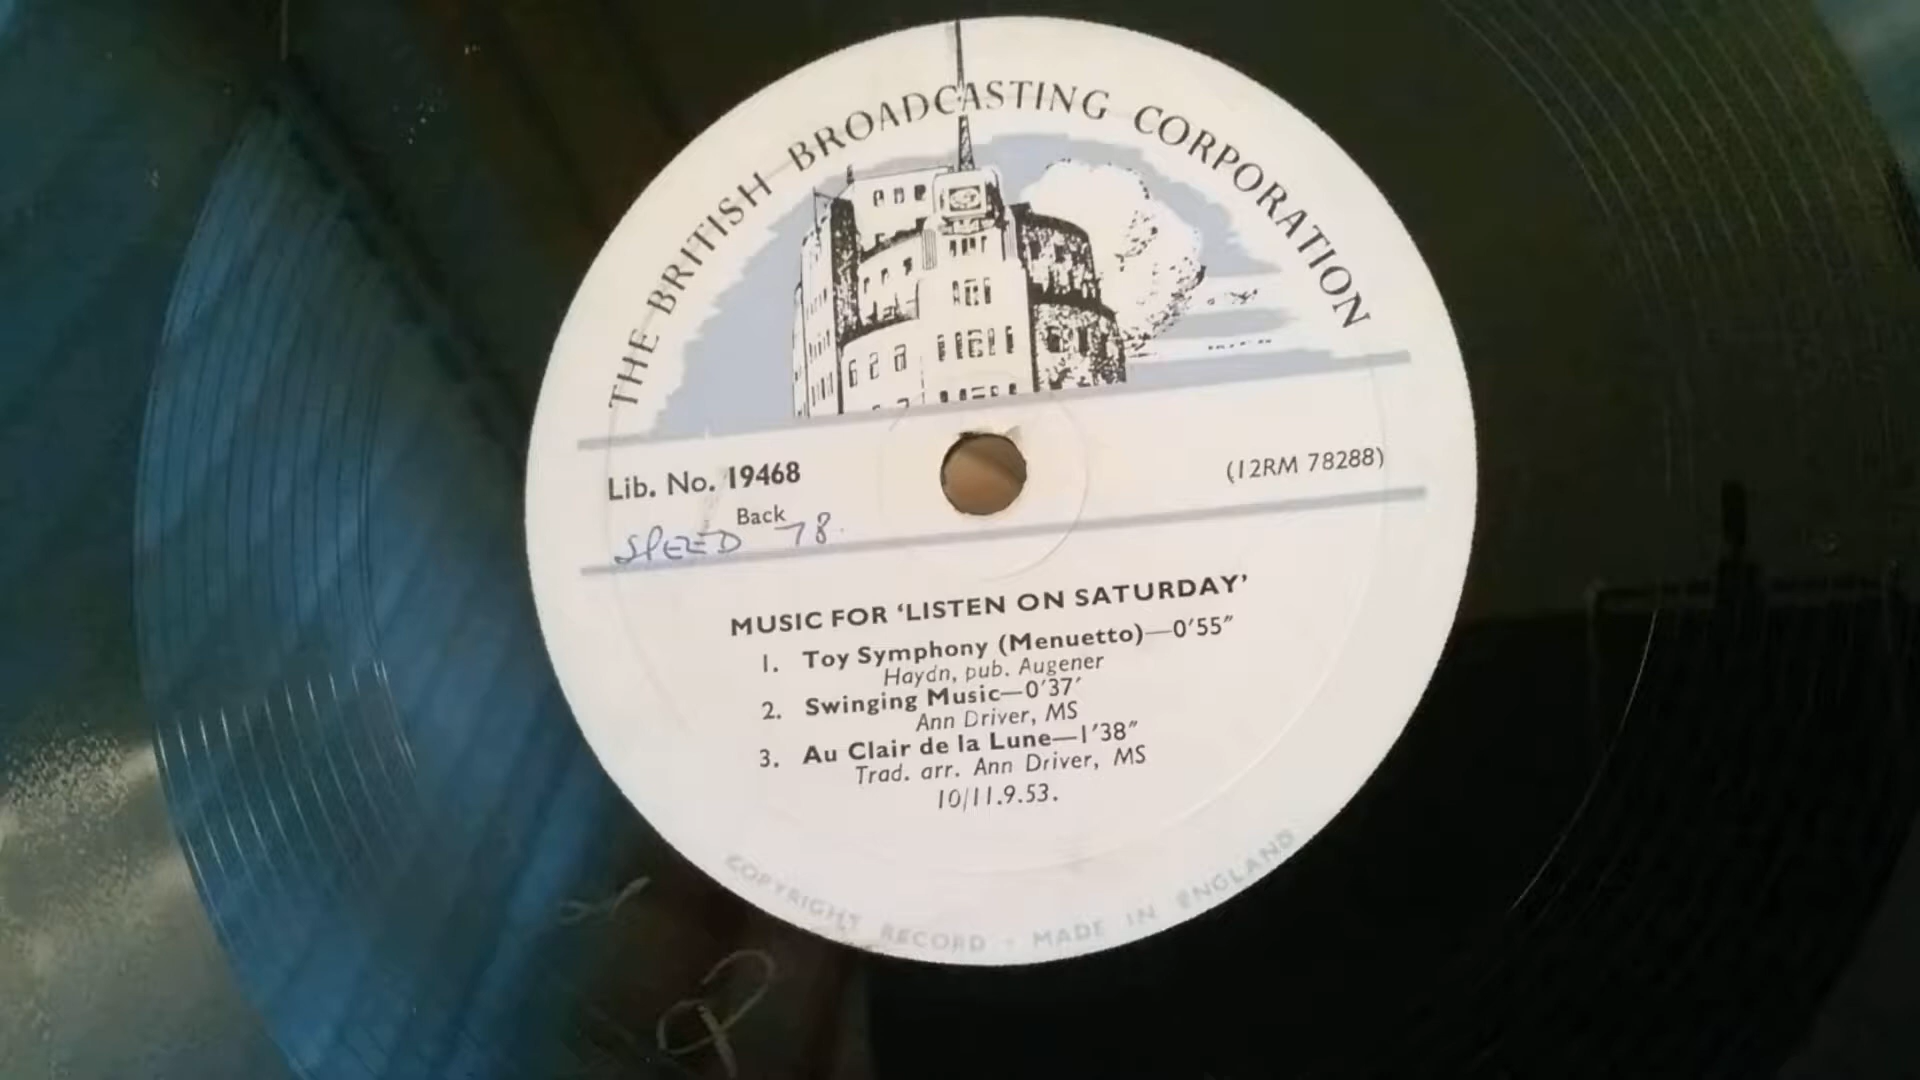 THE BRITISH BROADCASTING CORPORATION
Lib. No. 19468
(12RM 78288)
Back
SPEED 78.
MUSIC FOR ‘LISTEN ON SATURDAY’
1. Toy Symphony (Menuetto)—0′55″
Haydn, pub. Augener
2. Swinging Music—0′37′
Ann Driver, MS
3. Au Clair de la Lune—1′38″
Trad. arr. Ann Driver, MS
10/11.9.53.
COPYRIGHT RECORD - MADE IN ENGLAND